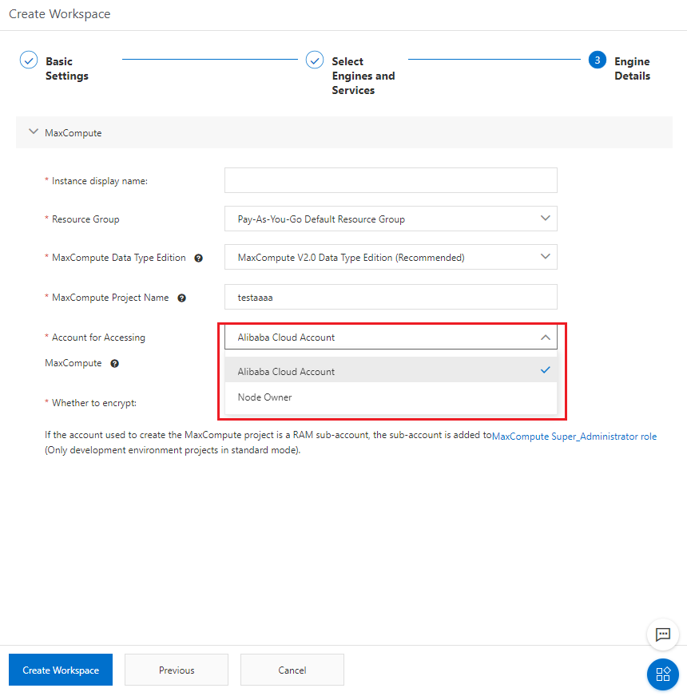 Create Workspace
Basic
Settings
Select
Engines and
Services
3
Engine
Details
MaxCompute
* Instance display name:
* Resource Group
Pay-As-You-Go Default Resource Group
* MaxCompute Data Type Edition ?
MaxCompute V2.0 Data Type Edition (Recommended)
* MaxCompute Project Name ?
testaaaa
* Account for Accessing
MaxCompute ?
Alibaba Cloud Account
Alibaba Cloud Account
Node Owner
* Whether to encrypt:
If the account used to create the MaxCompute project is a RAM sub-account, the sub-account is added toMaxCompute Super_Administrator role
(Only development environment projects in standard mode).
Create Workspace
Previous
Cancel